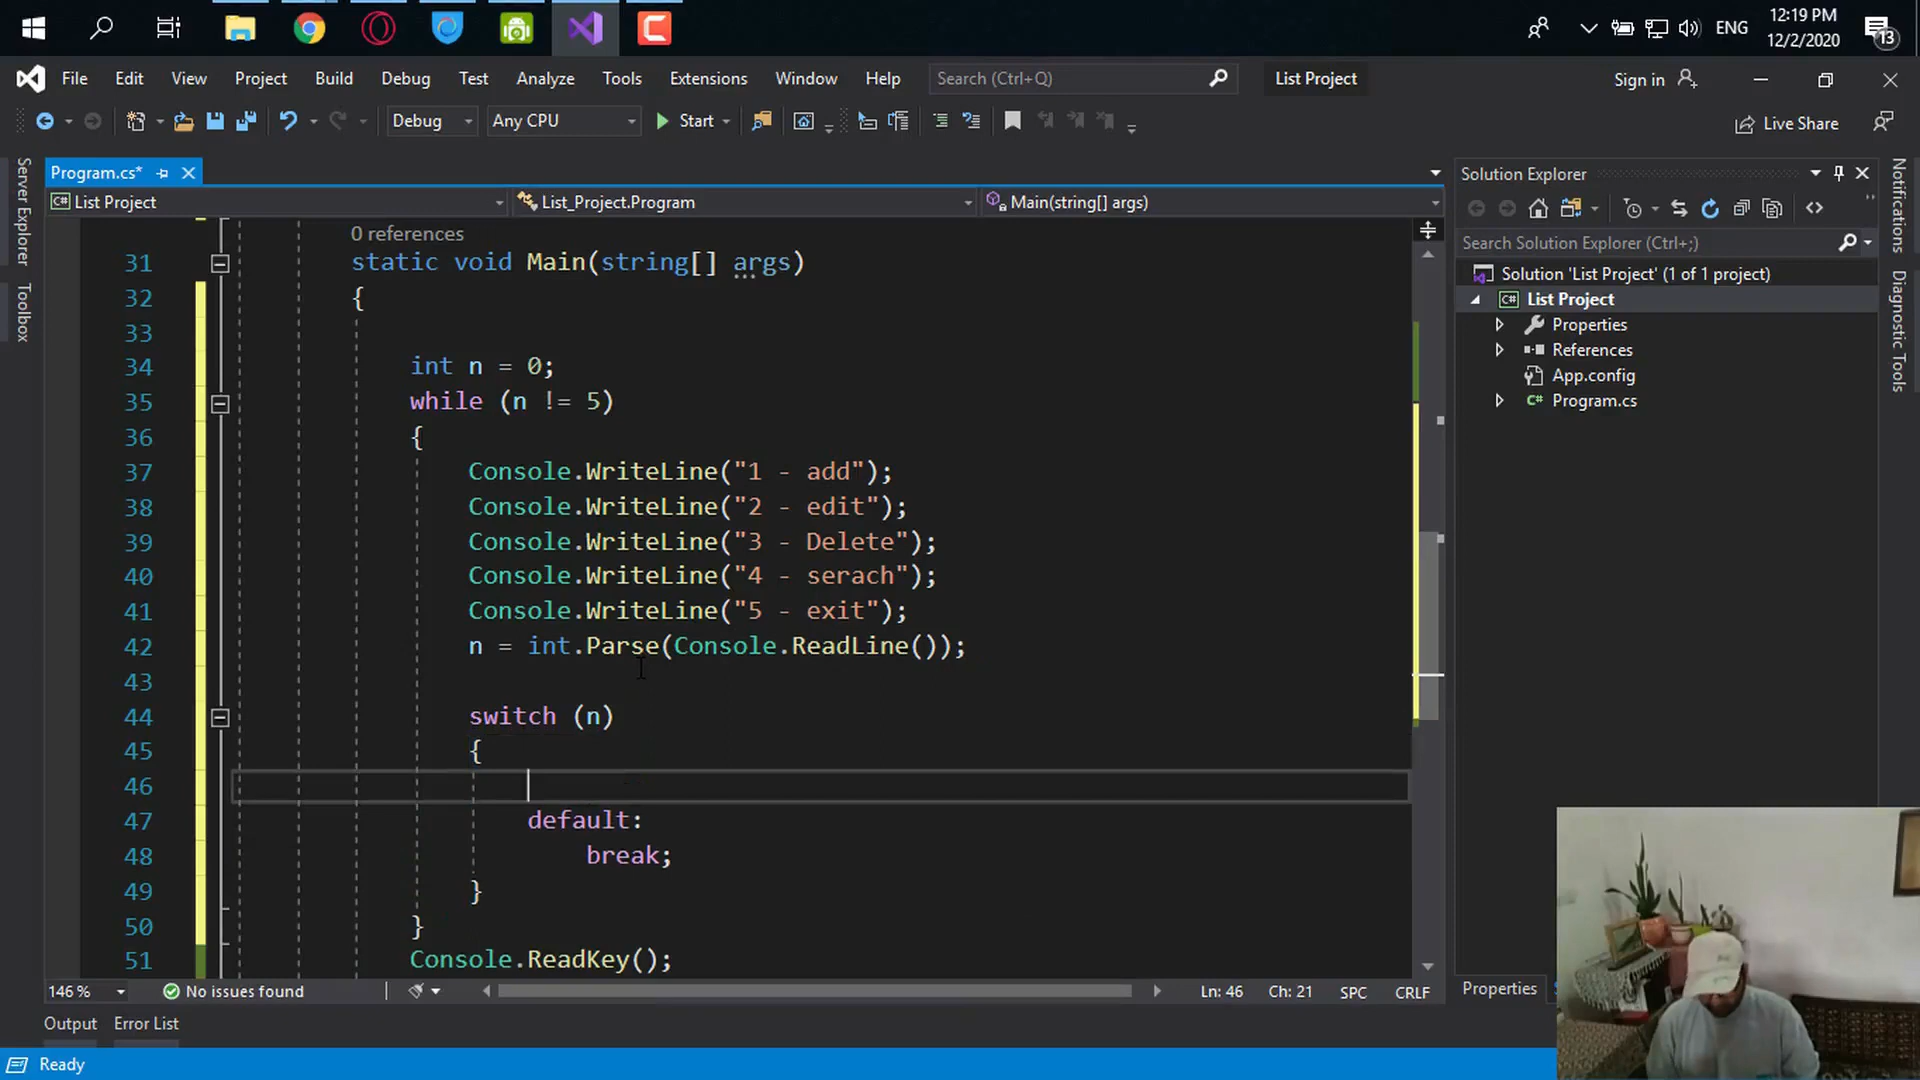 12:19 PM
ENG
12/2/2020
13
File Edit View Project Build Debug Test Analyze Tools Extensions Window Help Search (Ctrl+Q) List Project Sign in
Debug Any CPU Start Live Share
Server Explorer
Toolbox
Program.cs*
List Project List_Project.Program Main(string[] args)
0 references
31 static void Main(string[] args)
32 {
33
34 int n = 0;
35 while (n != 5)
36 {
37 Console.WriteLine("1 - add");
38 Console.WriteLine("2 - edit");
39 Console.WriteLine("3 - Delete");
40 Console.WriteLine("4 - serach");
41 Console.WriteLine("5 - exit");
42 n = int.Parse(Console.ReadLine());
43
44 switch (n)
45 {
46
47 default:
48 break;
49 }
50 }
51 Console.ReadKey();
146 % No issues found Ln: 46 Ch: 21 SPC CRLF
Output Error List
Ready
Solution Explorer
Search Solution Explorer (Ctrl+;)
Solution 'List Project' (1 of 1 project)
List Project
Properties
References
App.config
Program.cs
Properties
Notifications
Diagnostic Tools